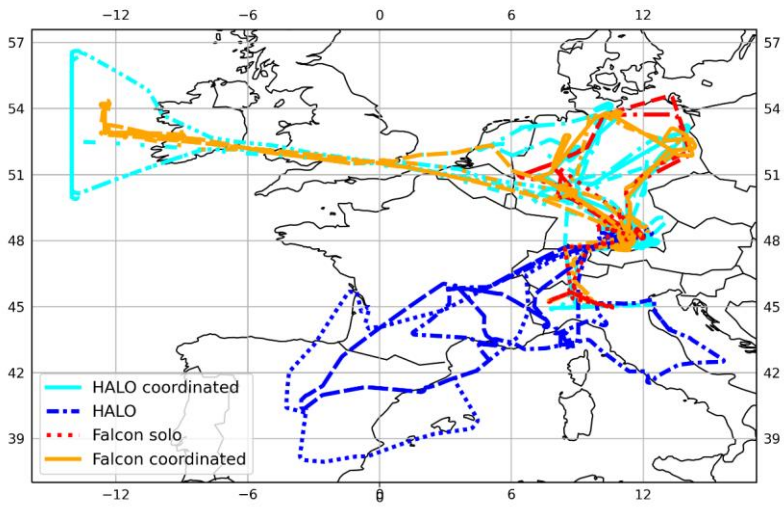 −12 −6 0 6 12
57 57
54 54
51 51
48 48
45 45
42 42
39 39
HALO coordinated
HALO
Falcon solo
Falcon coordinated
−12 −6 0 6 12